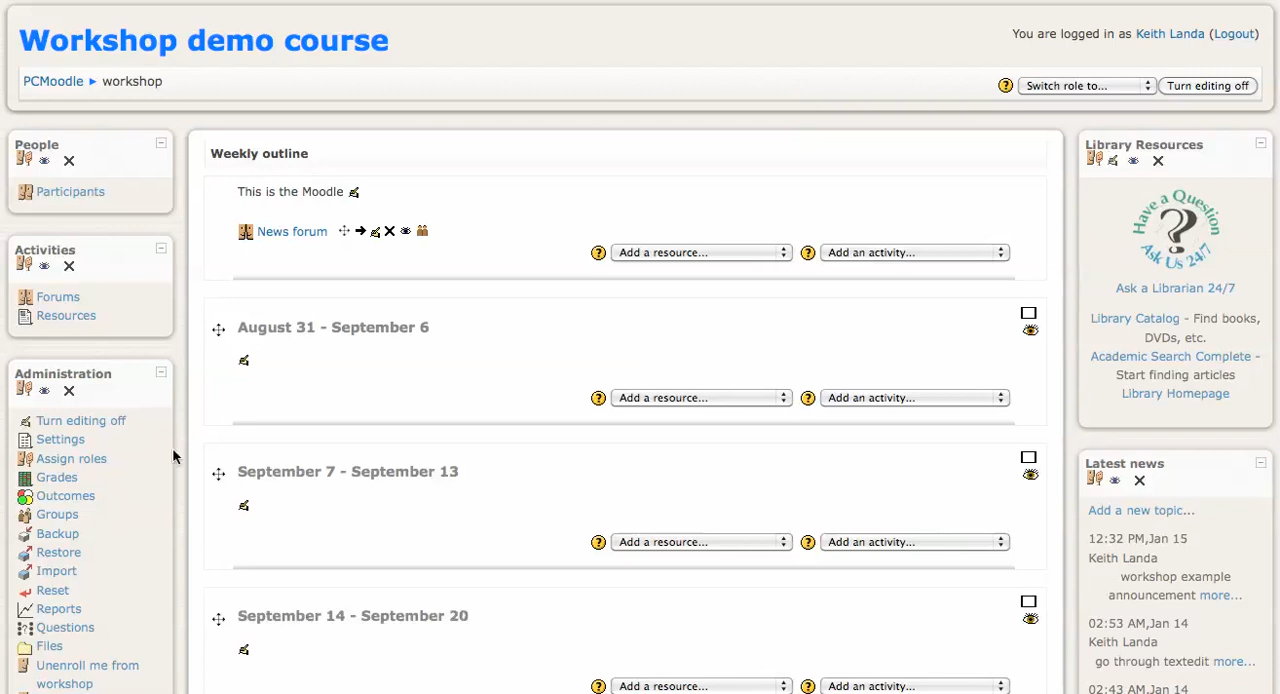 Workshop demo course
You are logged in as Keith Landa (Logout)
PCMoodle ► workshop
Switch role to...
Turn editing off
People
Participants
Activities
Forums
Resources
Administration
Turn editing off
Settings
Assign roles
Grades
Outcomes
Groups
Backup
Restore
Import
Reset
Reports
Questions
Files
Unenroll me from
workshop
Weekly outline
This is the Moodle
News forum
Add a resource...
Add an activity...
August 31 - September 6
Add a resource...
Add an activity...
September 7 - September 13
Add a resource...
Add an activity...
September 14 - September 20
Add a resource...
Add an activity...
Library Resources
Have a Question
?
Ask Us 24/7
Ask a Librarian 24/7
Library Catalog - Find books,
DVDs, etc.
Academic Search Complete -
Start finding articles
Library Homepage
Latest news
Add a new topic...
12:32 PM,Jan 15
Keith Landa
workshop example
announcement more...
02:53 AM,Jan 14
Keith Landa
go through textedit more...
02:43 AM,Jan 14